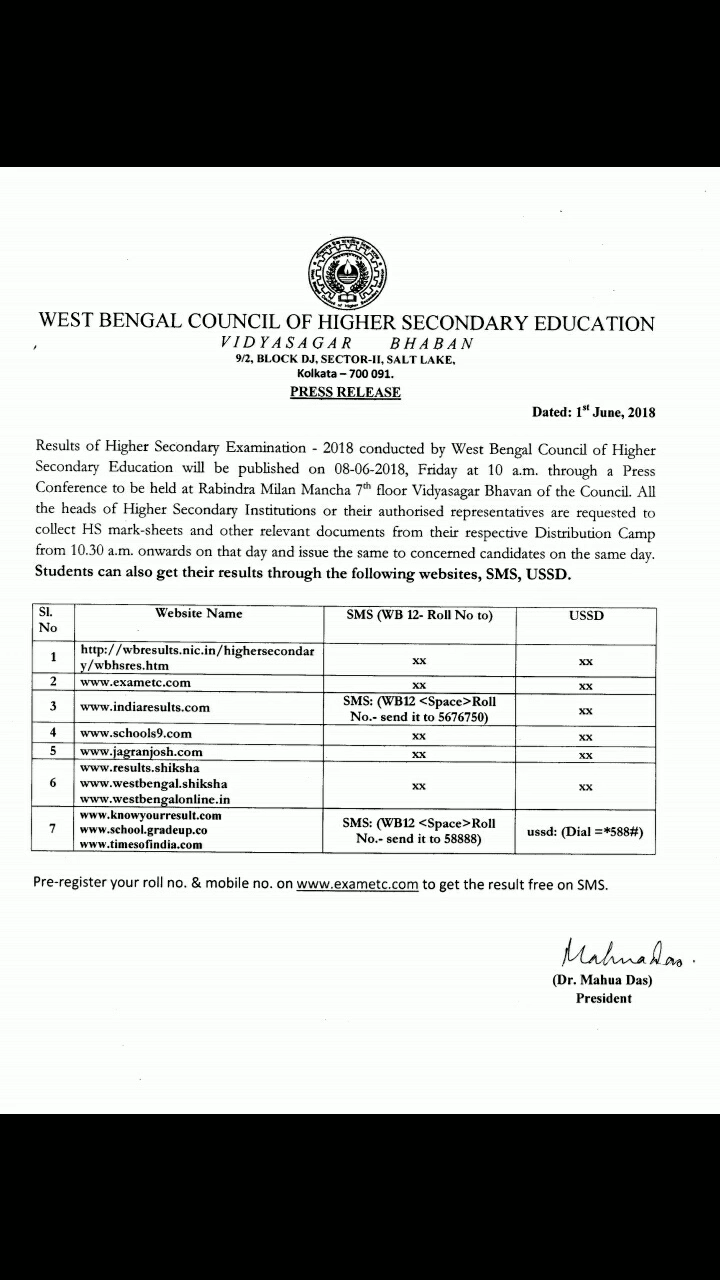 WEST BENGAL COUNCIL OF HIGHER SECONDARY EDUCATION
VIDYASAGAR BHABAN
9/2, BLOCK DJ, SECTOR-II, SALT LAKE,
Kolkata – 700 091.
PRESS RELEASE
Dated: 1st June, 2018
Results of Higher Secondary Examination - 2018 conducted by West Bengal Council of Higher
Secondary Education will be published on 08-06-2018, Friday at 10 a.m. through a Press
Conference to be held at Rabindra Milan Mancha 7th floor Vidyasagar Bhavan of the Council. All
the heads of Higher Secondary Institutions or their authorised representatives are requested to
collect HS mark-sheets and other relevant documents from their respective Distribution Camp
from 10.30 a.m. onwards on that day and issue the same to concerned candidates on the same day.
Students can also get their results through the following websites, SMS, USSD.
Sl. No Website Name SMS (WB 12- Roll No to) USSD
1 http://wbresults.nic.in/highersecondar
y/wbhsres.htm xx xx
2 www.exametc.com xx xx
3 www.indiaresults.com SMS: (WB12 <Space>Roll
No.- send it to 5676750) xx
4 www.schools9.com xx xx
5 www.jagranjosh.com xx xx
6 www.results.shiksha
www.westbengal.shiksha xx xx
www.westbengalonline.in
7 www.knowyourresult.com
www.school.gradeup.co
www.timesofindia.com SMS: (WB12 <Space>Roll
No.- send it to 58888) ussd: (Dial =*588#)
Pre-register your roll no. & mobile no. on www.exametc.com to get the result free on SMS.
Mahua Das
(Dr. Mahua Das)
President